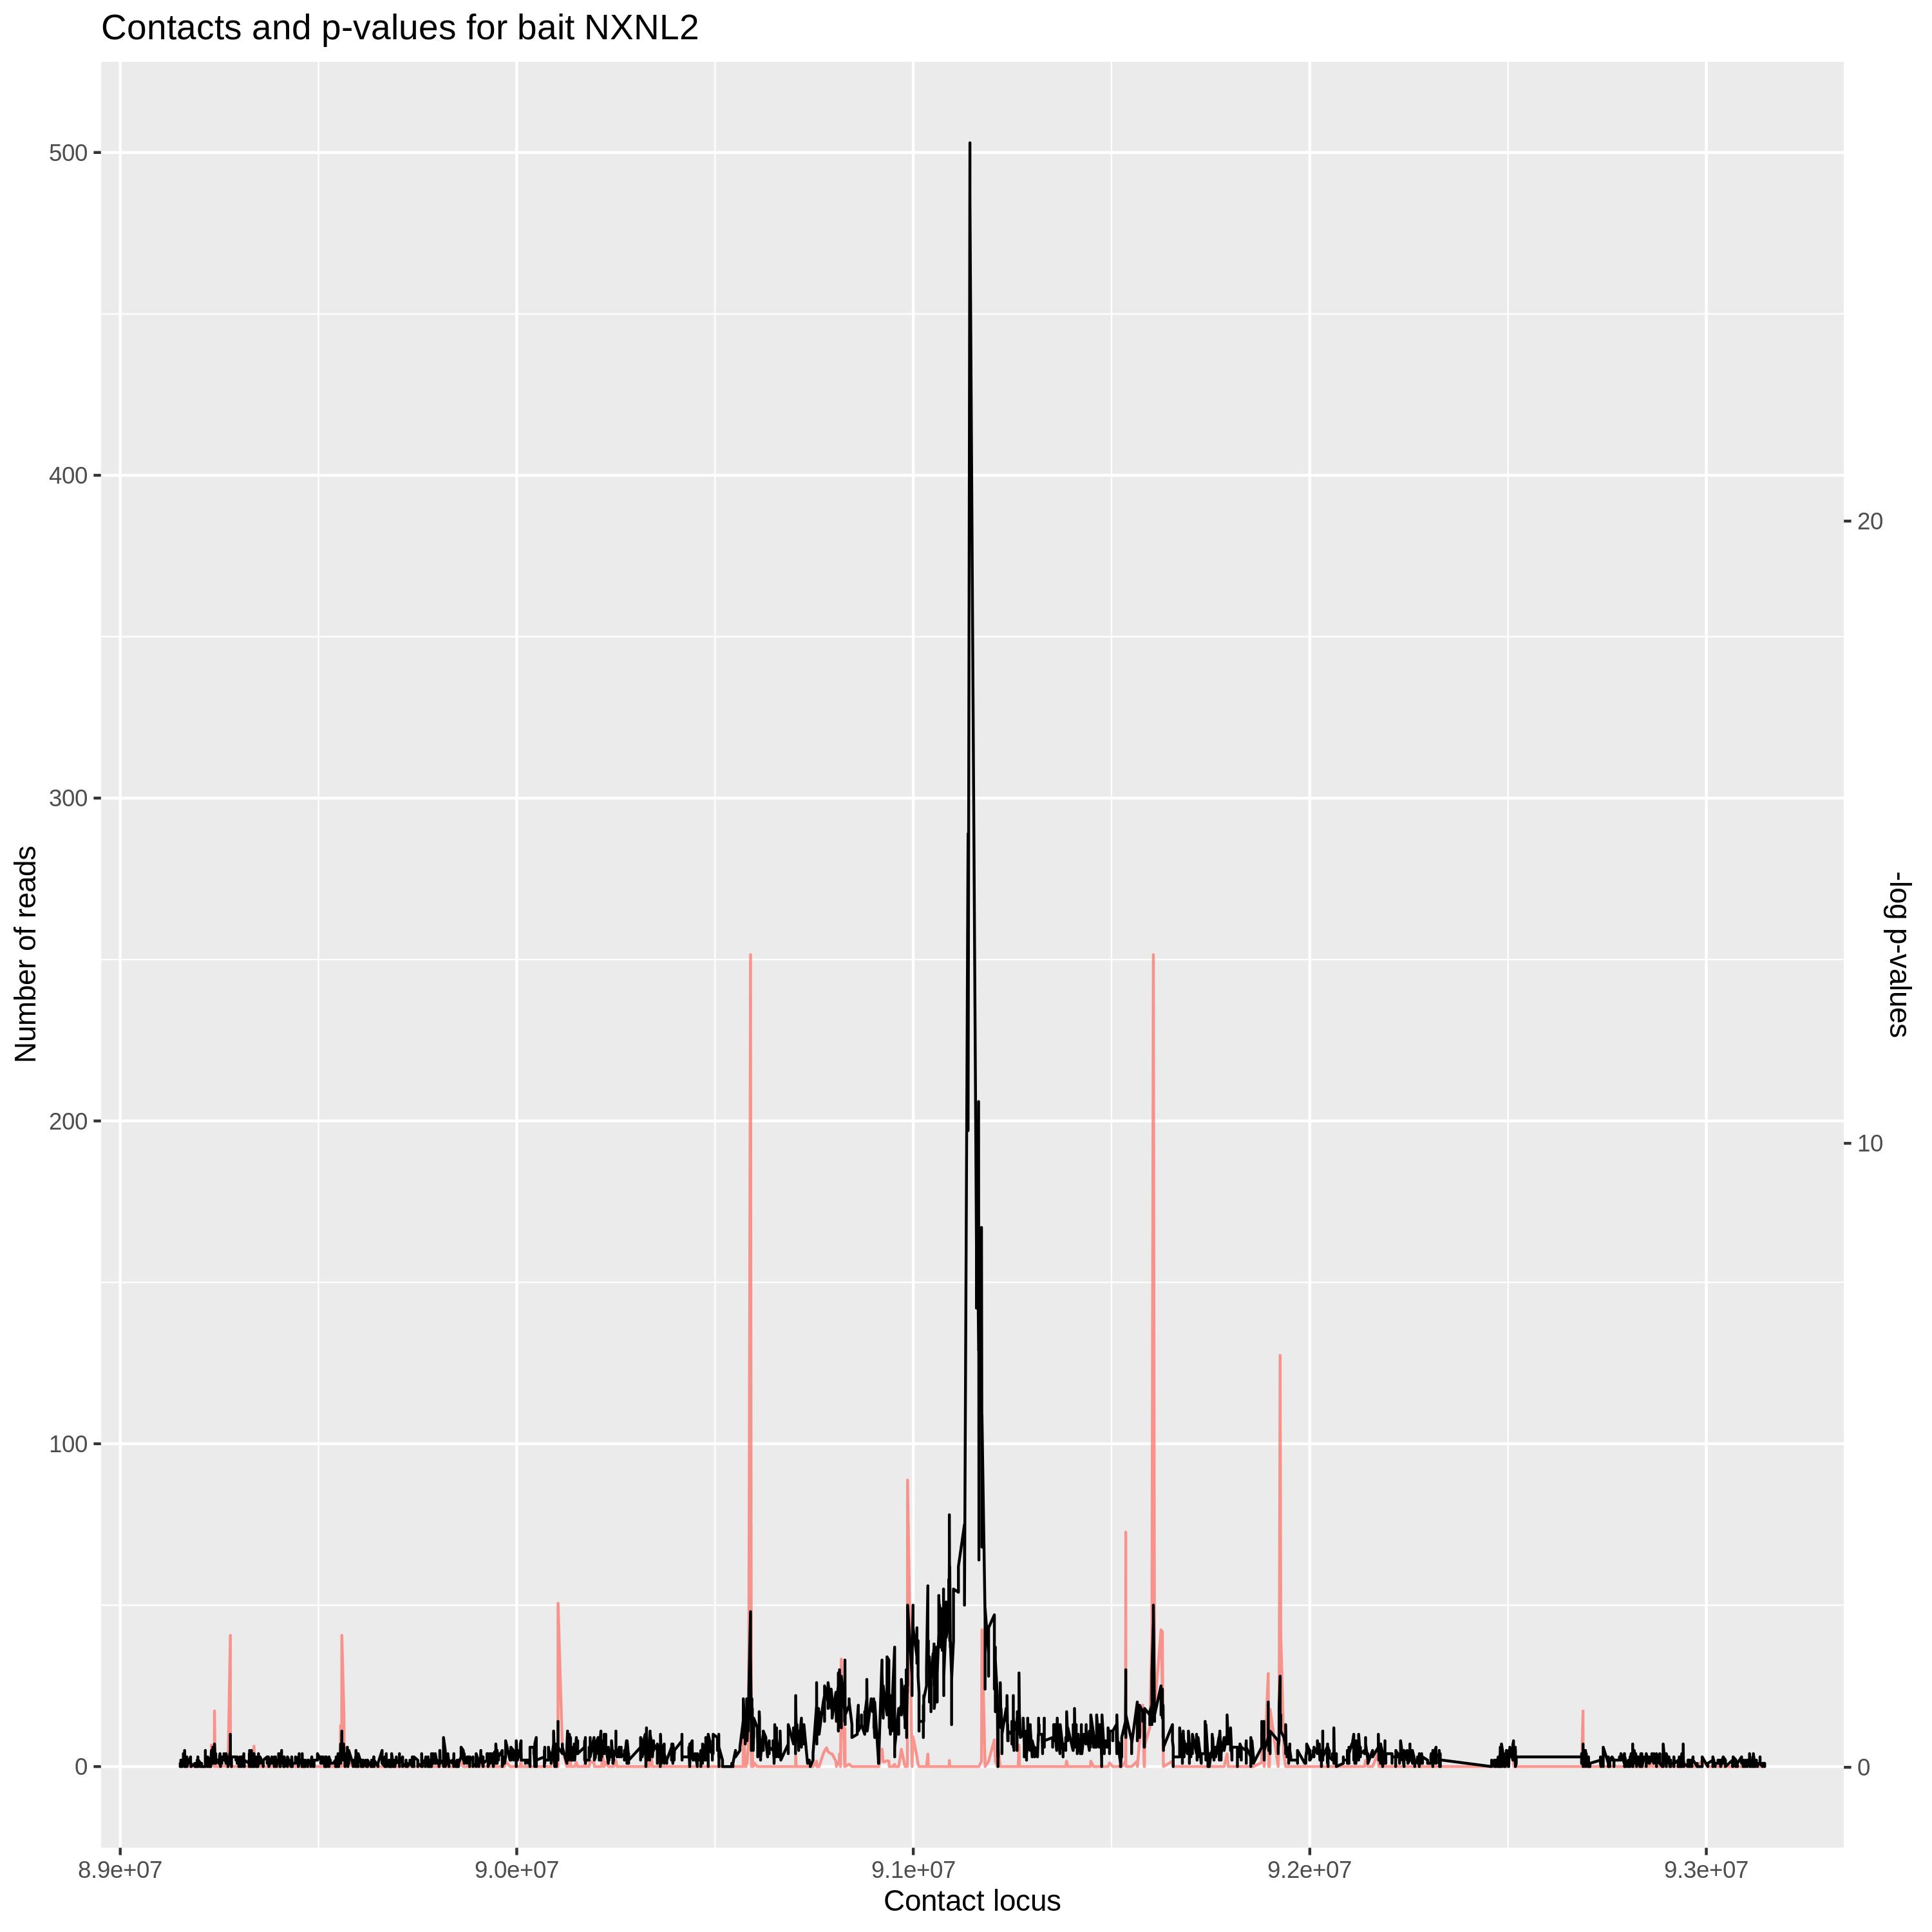 Contacts and p-values for bait NXNL2
500
400
300
200
100
0
Number of reads
20
10
0
-log p-values
8.9e+07
9.0e+07
9.1e+07
9.2e+07
9.3e+07
Contact locus